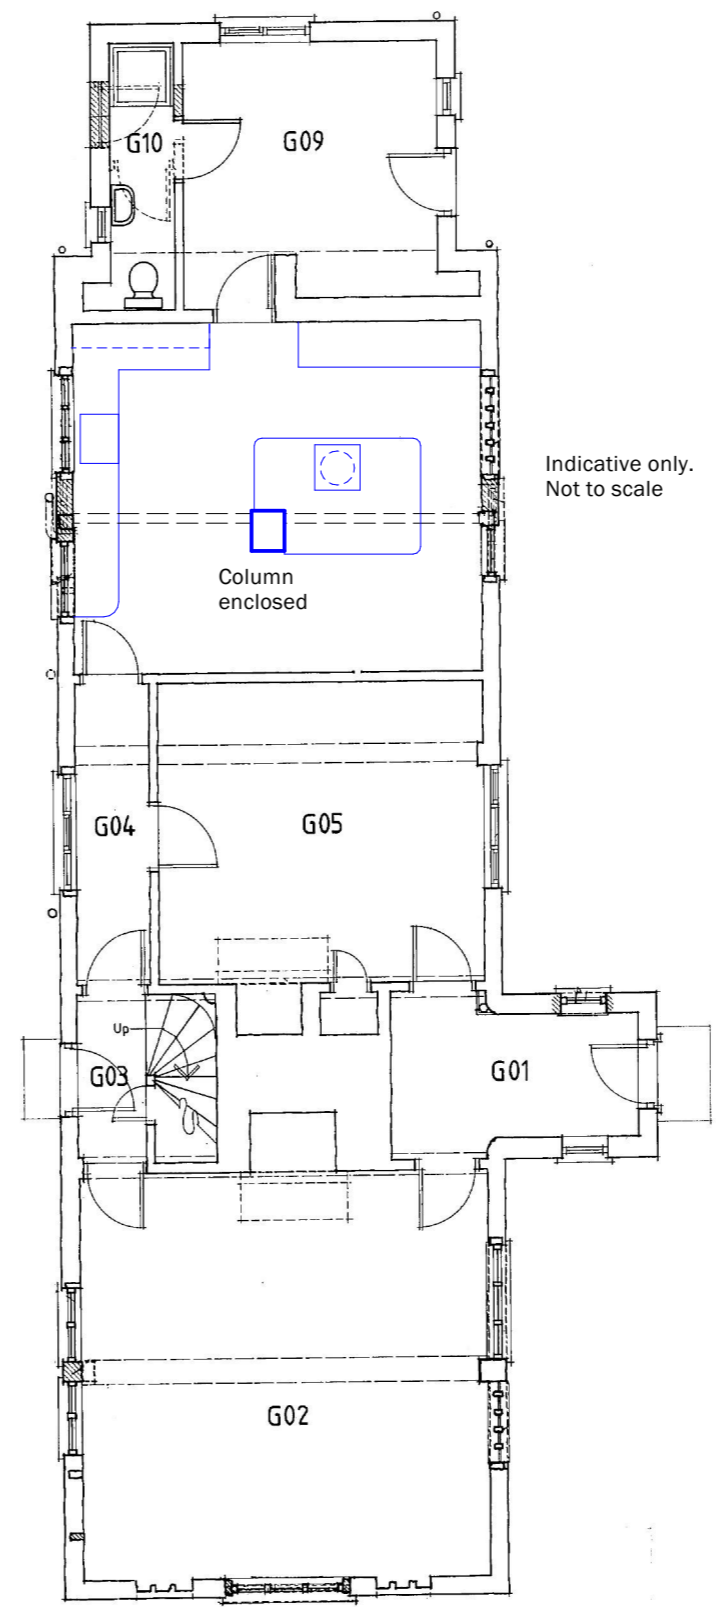 G10
G09
Indicative only.
Not to scale
Column
enclosed
G04
G05
Up
G03
G01
G02